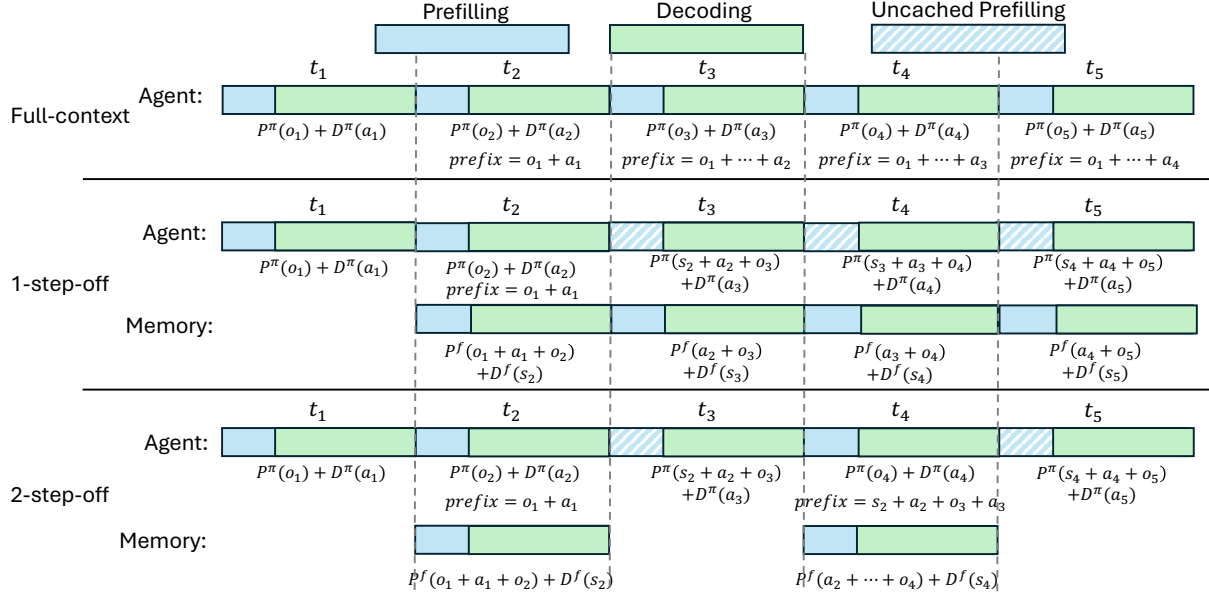 Prefilling Decoding Uncached Prefilling
t₁ t₂ t₃ t₄ t₅
Full-context
Agent:
P^π(o₁) + D^π(a₁) P^π(o₂) + D^π(a₂) P^π(o₃) + D^π(a₃) P^π(o₄) + D^π(a₄) P^π(o₅) + D^π(a₅)
prefix = o₁ + a₁ prefix = o₁ + ⋯ + a₂ prefix = o₁ + ⋯ + a₃ prefix = o₁ + ⋯ + a₄
t₁ t₂ t₃ t₄ t₅
1-step-off
Agent:
P^π(o₁) + D^π(a₁) P^π(o₂) + D^π(a₂) P^π(s₂ + a₂ + o₃) P^π(s₃ + a₃ + o₄) P^π(s₄ + a₄ + o₅)
prefix = o₁ + a₁ +D^π(a₃) +D^π(a₄) +D^π(a₅)
Memory:
P^f(o₁ + a₁ + o₂) P^f(a₂ + o₃) P^f(a₃ + o₄) P^f(a₄ + o₅)
+D^f(s₂) +D^f(s₃) +D^f(s₄) +D^f(s₅)
t₁ t₂ t₃ t₄ t₅
2-step-off
Agent:
P^π(o₁) + D^π(a₁) P^π(o₂) + D^π(a₂) P^π(s₂ + a₂ + o₃) P^π(o₄) + D^π(a₄) P^π(s₄ + a₄ + o₅)
prefix = o₁ + a₁ +D^π(a₃) prefix = s₂ + a₂ + o₃ + a₃ +D^π(a₅)
Memory:
P^f(o₁ + a₁ + o₂) + D^f(s₂) P^f(a₂ + ⋯ + o₄) + D^f(s₄)